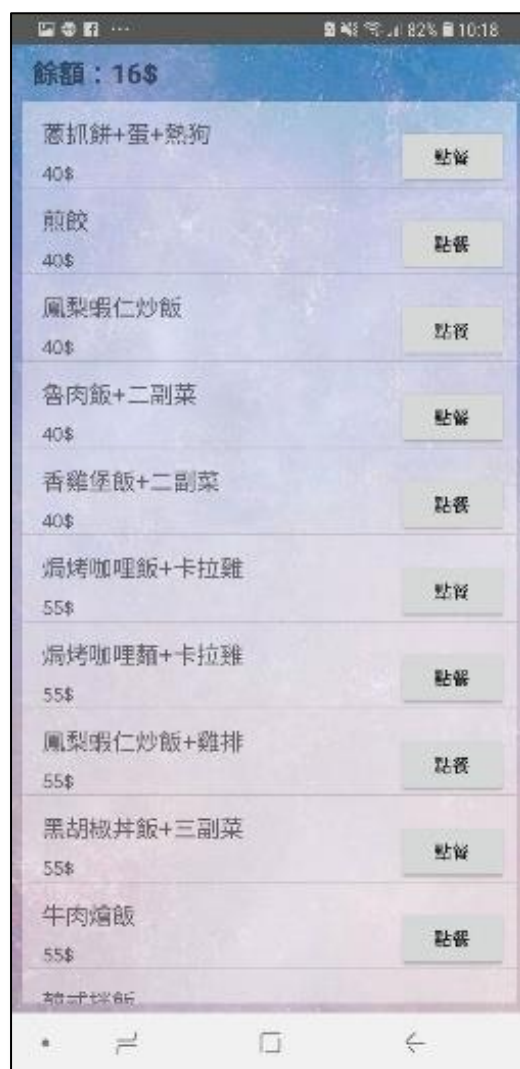 82% 10:18
餘額：16$
蔥抓餅+蛋+熱狗
點餐
40$
煎餃
點餐
40$
鳳梨蝦仁炒飯
點餐
40$
魯肉飯+二副菜
點餐
40$
香雞堡飯+二副菜
點餐
40$
焗烤咖哩飯+卡拉雞
點餐
55$
焗烤咖哩麵+卡拉雞
點餐
55$
鳳梨蝦仁炒飯+雞排
點餐
55$
黑胡椒丼飯+三副菜
點餐
55$
牛肉燴飯
點餐
55$
韓式拌飯